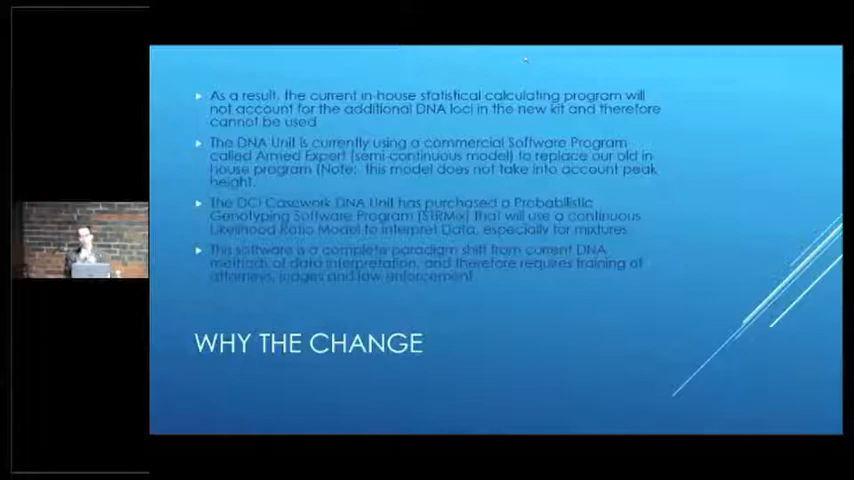 As a result, the current in-house statistical calculating program will
not account for the additional DNA loci in the new kit and therefore
cannot be used
The DNA Unit is currently using a commercial Software Program
called Armed Expert (semi-continuous model) to replace our old in
house program (Note: this model does not take into account peak
height.
The DCI Casework DNA Unit has purchased a Probabilistic
Genotyping Software Program (STRMix) that will use a continuous
Likelihood Ratio Model to interpret Data, especially for mixtures
This software is a complete paradigm shift from current DNA
methods of data interpretation, and therefore requires training of
attorneys, judges and law enforcement
WHY THE CHANGE